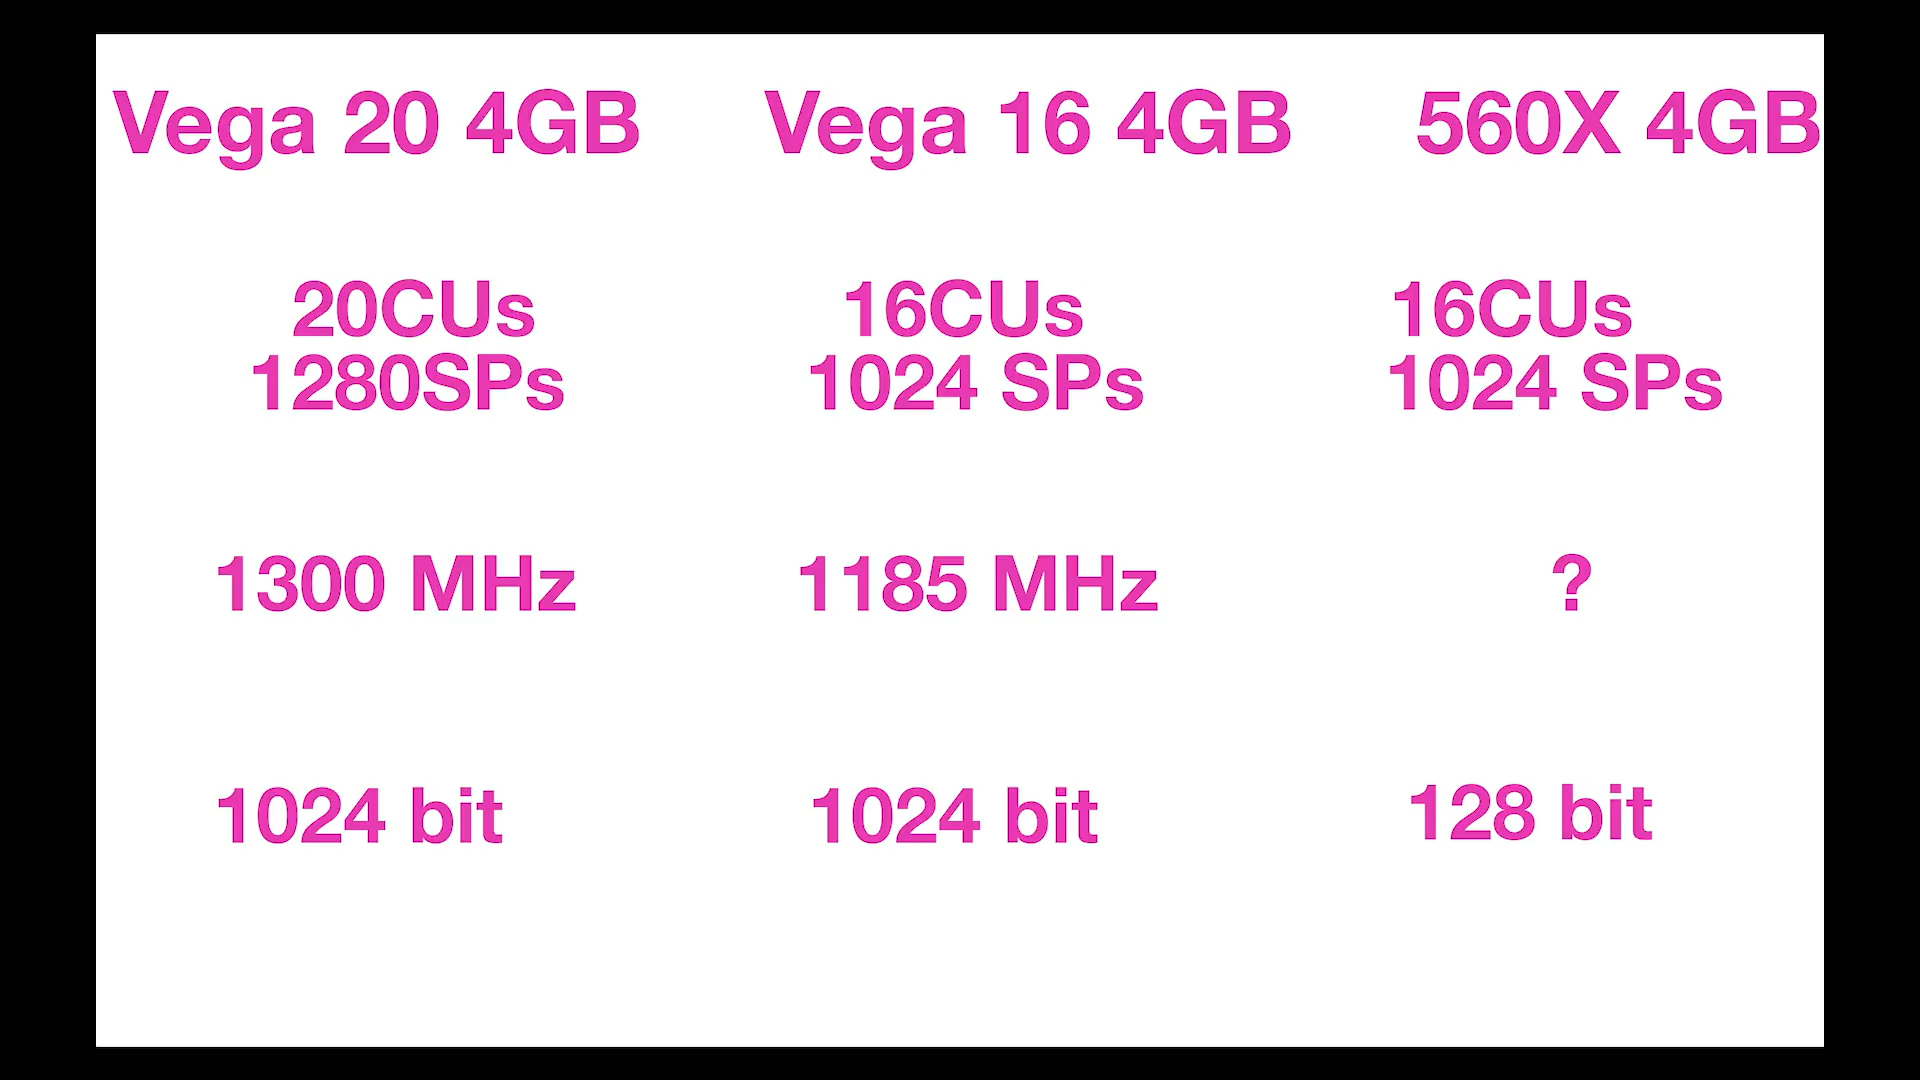 Vega 20 4GB Vega 16 4GB 560X 4GB
20CUs 16CUs 16CUs
1280SPs 1024 SPs 1024 SPs
1300 MHz 1185 MHz ?
1024 bit 1024 bit 128 bit